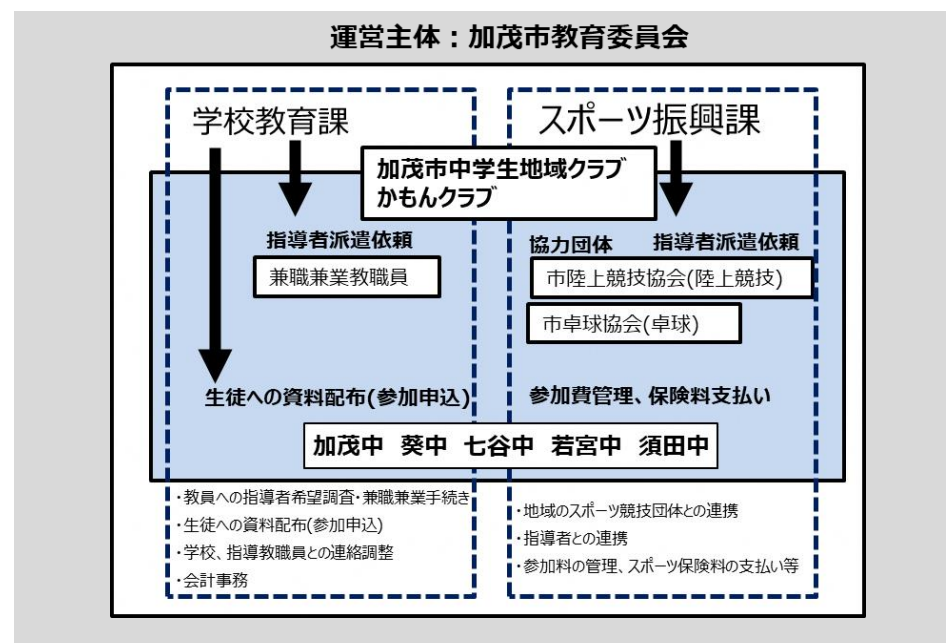 運営主体：加茂市教育委員会
学校教育課
スポーツ振興課
加茂市中学生地域クラブ
かもんクラブ
指導者派遣依頼
兼職兼業教職員
協力団体
指導者派遣依頼
市陸上競技協会(陸上競技)
市卓球協会(卓球)
生徒への資料配布(参加申込)
参加費管理、保険料支払い
加茂中 葵中 七谷中 若宮中 須田中
・教員への指導者希望調査・兼職兼業手続き
・生徒への資料配布(参加申込)
・学校、指導教職員との連絡調整
・会計事務
・地域のスポーツ競技団体との連携
・指導者との連携
・参加料の管理、スポーツ保険料の支払い等